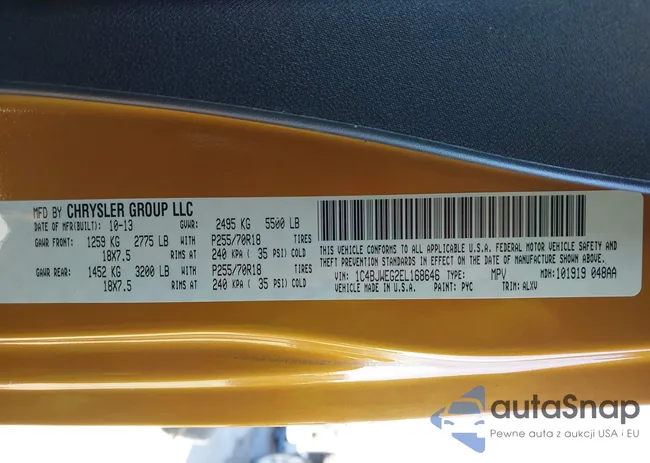 MFD BY CHRYSLER GROUP LLC
DATE OF MFR(BUILT): 10-13 GVWR: 2495 KG 5500 LB
GAWR FRONT: 1259 KG 2775 LB WITH P255/70R18 TIRES
18X7.5 RIMS AT 240 KPA ( 35 PSI) COLD
GAWR REAR: 1452 KG 3200 LB WITH P255/70R18 TIRES
18X7.5 RIMS AT 240 KPA ( 35 PSI) COLD
THIS VEHICLE CONFORMS TO ALL APPLICABLE U.S.A. FEDERAL MOTOR VEHICLE SAFETY AND
THEFT PREVENTION STANDARDS IN EFFECT ON THE DATE OF MANUFACTURE SHOWN ABOVE.
VIN: 1C4BJWEG2EL168646 TYPE: MPV MDH: 101919 048AA
VEHICLE MADE IN U.S.A. PAINT: PYC TRIM: ALXV
autaSnap
Pewne auta z aukcji USA i EU